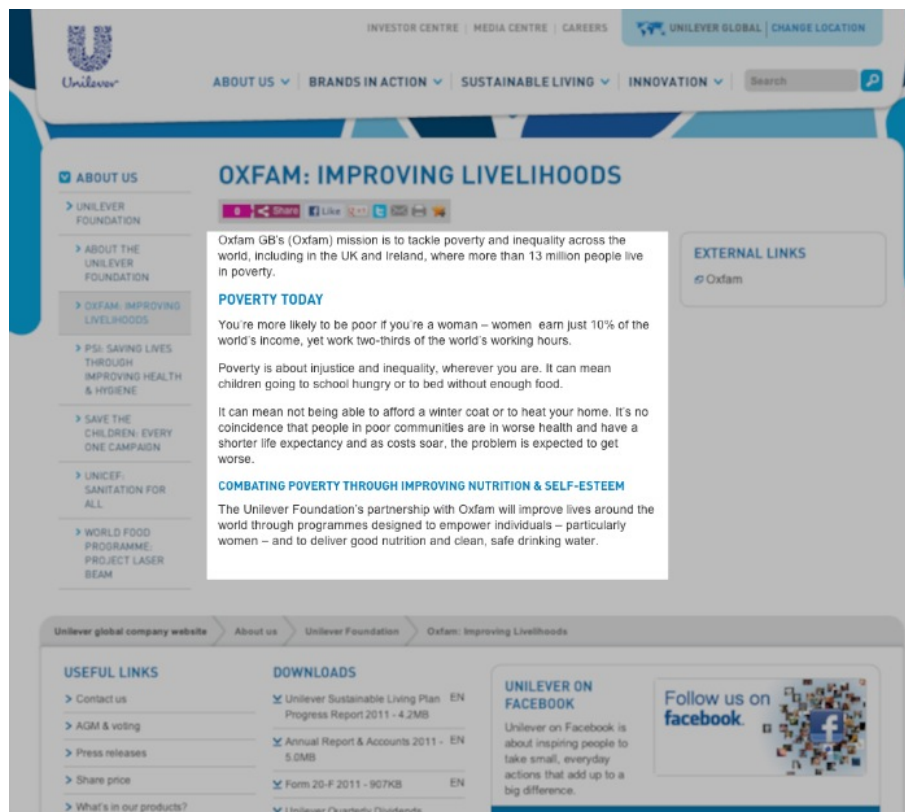 INVESTOR CENTRE | MEDIA CENTRE | CAREERS
UNILEVER GLOBAL | CHANGE LOCATION
Unilever
ABOUT US
BRANDS IN ACTION
SUSTAINABLE LIVING
INNOVATION
Search
ABOUT US
UNILEVER
FOUNDATION
ABOUT THE
UNILEVER
FOUNDATION
OXFAM: IMPROVING
LIVELIHOODS
PSI: SAVING LIVES
THROUGH
IMPROVING HEALTH
& HYGIENE
SAVE THE
CHILDREN: EVERY
ONE CAMPAIGN
UNICEF:
SANITATION FOR
ALL
WORLD FOOD
PROGRAMME:
PROJECT LASER
BEAM
OXFAM: IMPROVING LIVELIHOODS
0 Share Like +1
Oxfam GB's (Oxfam) mission is to tackle poverty and inequality across the
world, including in the UK and Ireland, where more than 13 million people live
in poverty.
POVERTY TODAY
You're more likely to be poor if you're a woman – women earn just 10% of the
world's income, yet work two-thirds of the world's working hours.
Poverty is about injustice and inequality, wherever you are. It can mean
children going to school hungry or to bed without enough food.
It can mean not being able to afford a winter coat or to heat your home. It's no
coincidence that people in poor communities are in worse health and have a
shorter life expectancy and as costs soar, the problem is expected to get
worse.
COMBATING POVERTY THROUGH IMPROVING NUTRITION & SELF-ESTEEM
The Unilever Foundation's partnership with Oxfam will improve lives around the
world through programmes designed to empower individuals – particularly
women – and to deliver good nutrition and clean, safe drinking water.
EXTERNAL LINKS
Oxfam
Unilever global company website
About us
Unilever Foundation
Oxfam: Improving Livelihoods
USEFUL LINKS
Contact us
AGM & voting
Press releases
Share price
What's in our products?
DOWNLOADS
Unilever Sustainable Living Plan EN
Progress Report 2011 - 4.2MB
Annual Report & Accounts 2011 - EN
5.0MB
Form 20-F 2011 - 907KB EN
Unilever Quarterly Dividends
UNILEVER ON
FACEBOOK
Unilever on Facebook is
about inspiring people to
take small, everyday
actions that add up to a
big difference.
Follow us on
facebook.